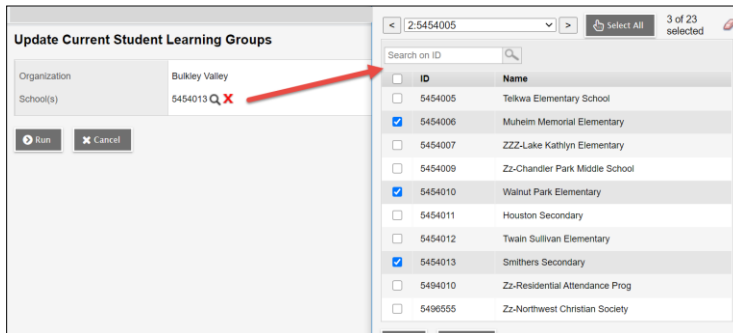 Update Current Student Learning Groups
Organization Bulkley Valley
School(s) 5454013
Run Cancel
< 2:5454005 > Select All 3 of 23 selected
Search on ID
ID Name
5454005 Telkwa Elementary School
5454006 Muheim Memorial Elementary
5454007 ZZZ-Lake Kathlyn Elementary
5454009 Zz-Chandler Park Middle School
5454010 Walnut Park Elementary
5454011 Houston Secondary
5454012 Twain Sullivan Elementary
5454013 Smithers Secondary
5494010 Zz-Residential Attendance Prog
5496555 Zz-Northwest Christian Society